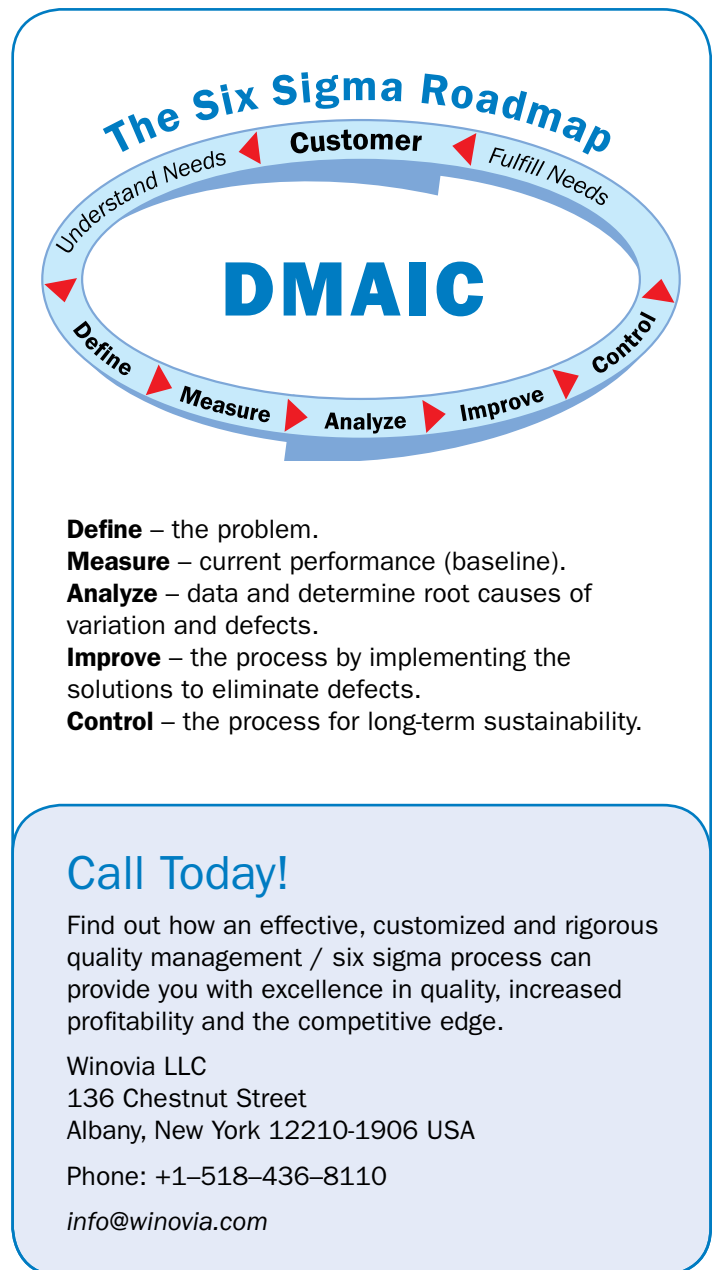 The Six Sigma Roadmap
Customer
Understand Needs
Fulfill Needs
DMAIC
Define
Measure
Analyze
Improve
Control
Define – the problem.
Measure – current performance (baseline).
Analyze – data and determine root causes of
variation and defects.
Improve – the process by implementing the
solutions to eliminate defects.
Control – the process for long-term sustainability.
Call Today!
Find out how an effective, customized and rigorous
quality management / six sigma process can
provide you with excellence in quality, increased
profitability and the competitive edge.
Winovia LLC
136 Chestnut Street
Albany, New York 12210-1906 USA
Phone: +1–518–436–8110
info@winovia.com